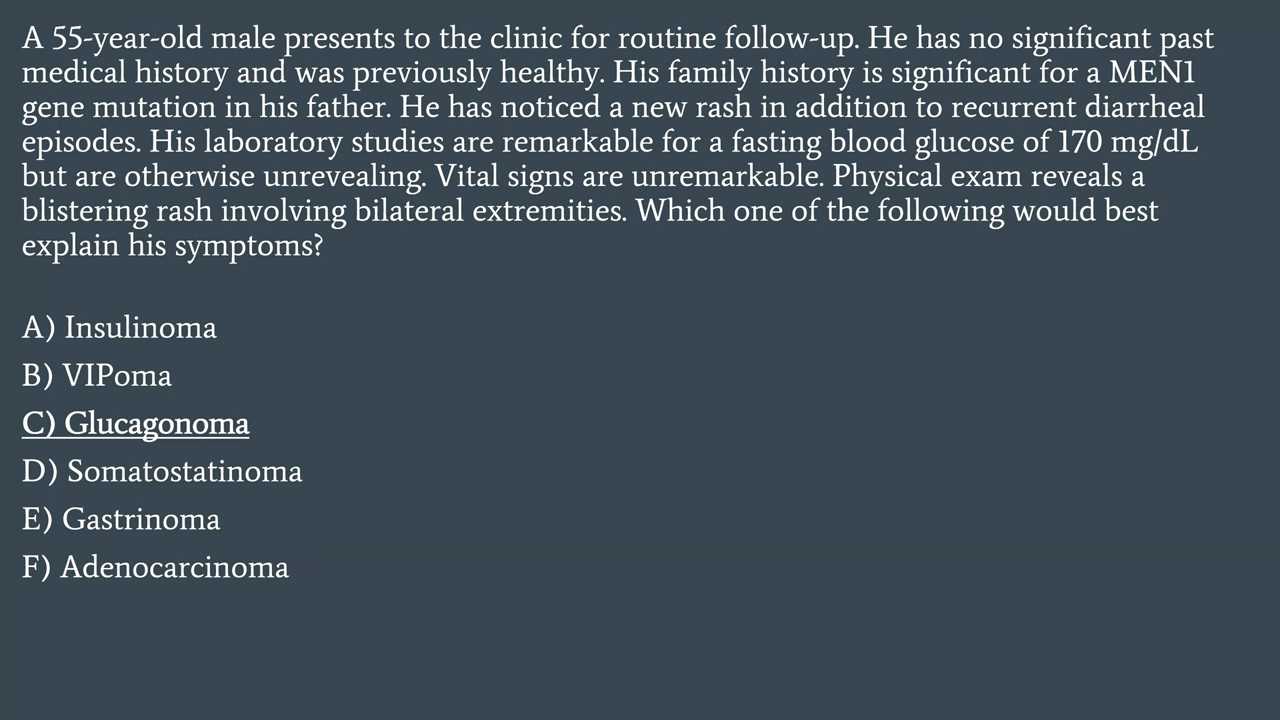 A 55-year-old male presents to the clinic for routine follow-up. He has no significant past
medical history and was previously healthy. His family history is significant for a MEN1
gene mutation in his father. He has noticed a new rash in addition to recurrent diarrheal
episodes. His laboratory studies are remarkable for a fasting blood glucose of 170 mg/dL
but are otherwise unrevealing. Vital signs are unremarkable. Physical exam reveals a
blistering rash involving bilateral extremities. Which one of the following would best
explain his symptoms?
A) Insulinoma
B) VIPoma
C) Glucagonoma
D) Somatostatinoma
E) Gastrinoma
F) Adenocarcinoma